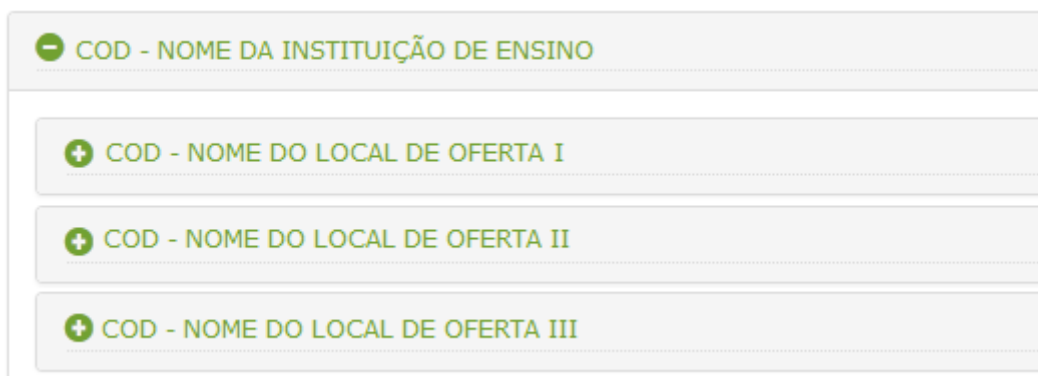 COD - NOME DA INSTITUIÇÃO DE ENSINO
COD - NOME DO LOCAL DE OFERTA I
COD - NOME DO LOCAL DE OFERTA II
COD - NOME DO LOCAL DE OFERTA III